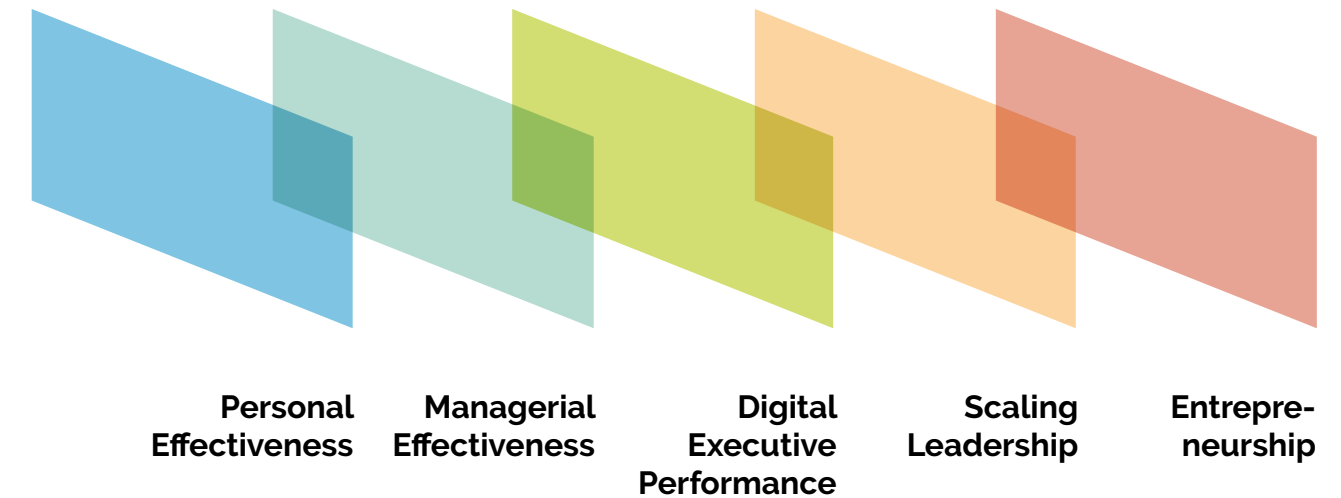 Personal
Effectiveness
Managerial
Effectiveness
Digital
Executive
Performance
Scaling
Leadership
Entrepre-
neurship